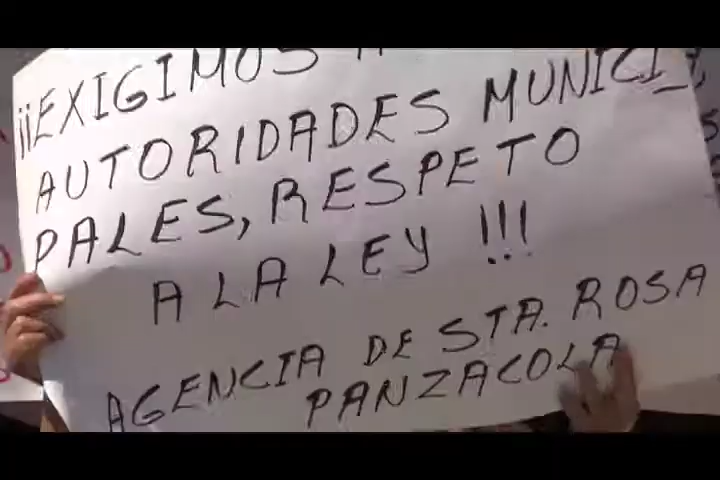 ¡¡EXIGIMOS A
AUTORIDADES MUNICI_
PALES, RESPETO
A LA LEY !!!
AGENCIA DE STA. ROSA
PANZACOLA